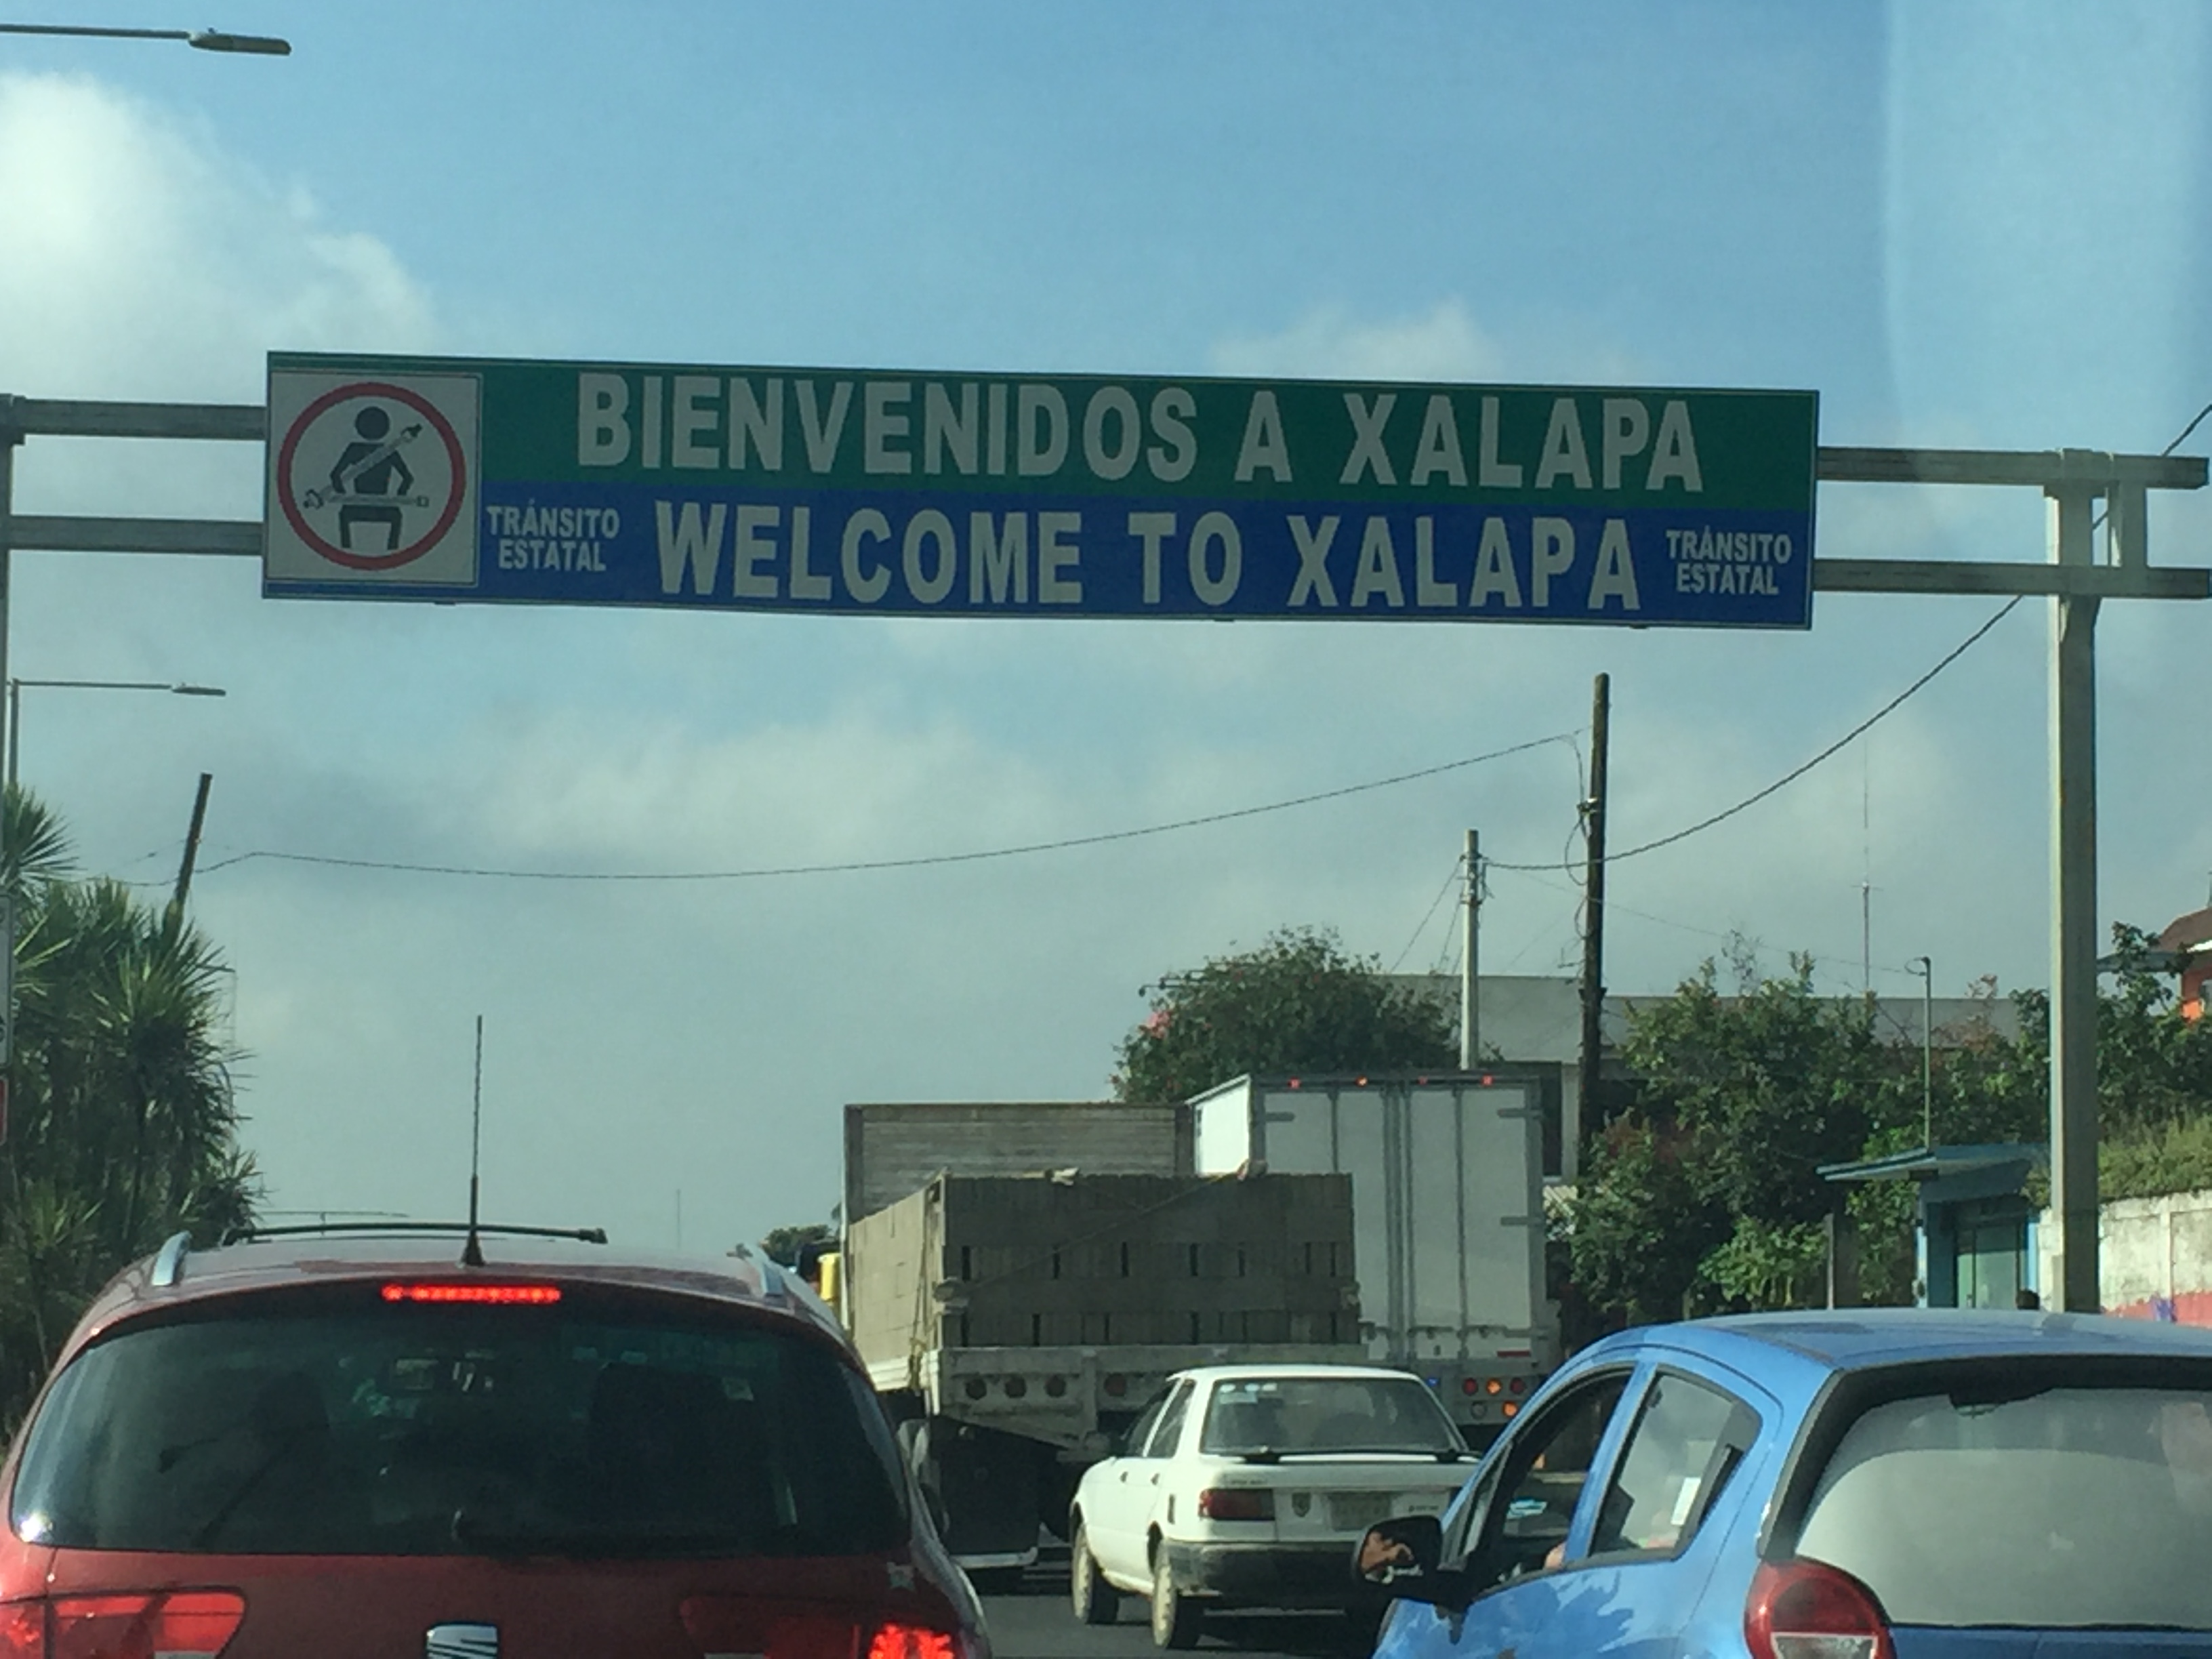 BIENVENIDOS A XALAPA
TRÁNSITO
ESTATAL
WELCOME TO XALAPA
TRÁNSITO
ESTATAL